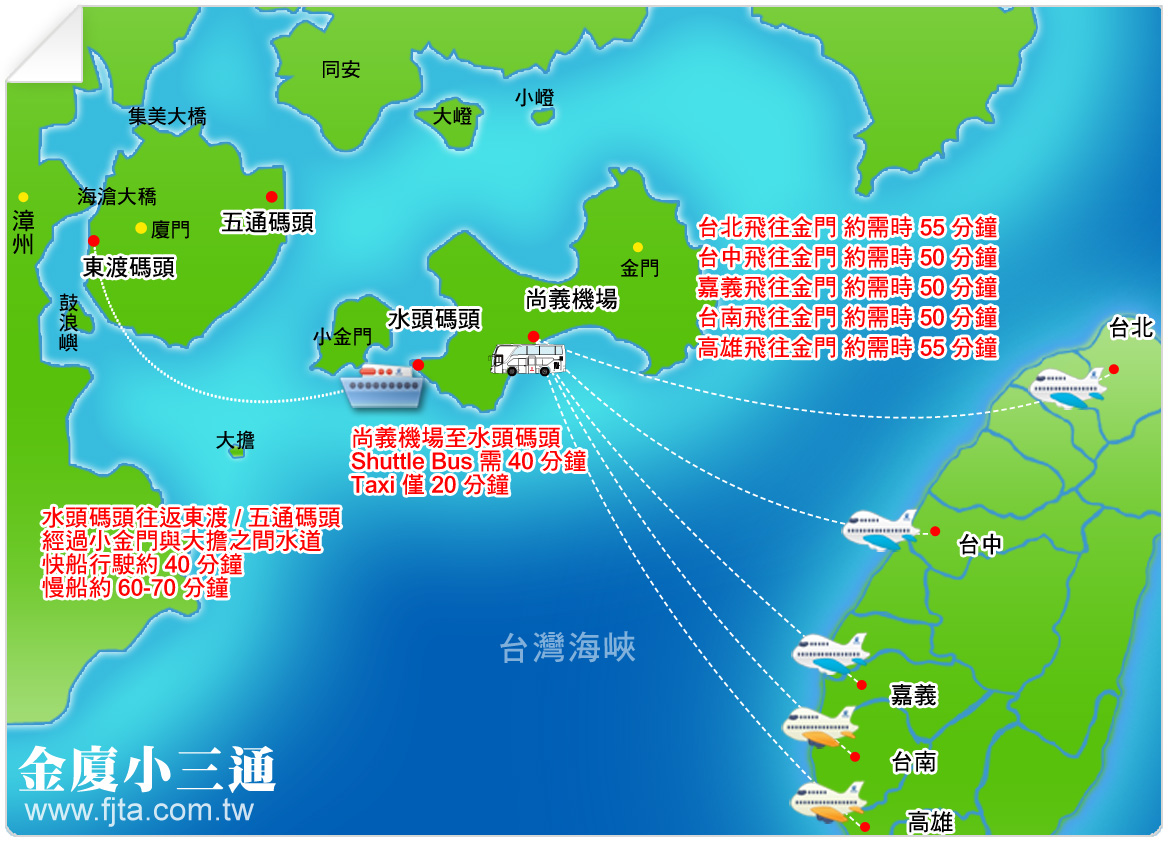 同安
小嶝
大嶝
集美大橋
海滄大橋
漳州
廈門
五通碼頭
東渡碼頭
鼓浪嶼
金門
尚義機場
水頭碼頭
小金門
台北飛往金門 約需時 55 分鐘
台中飛往金門 約需時 50 分鐘
嘉義飛往金門 約需時 50 分鐘
台南飛往金門 約需時 50 分鐘
高雄飛往金門 約需時 55 分鐘
台北
大擔
尚義機場至水頭碼頭
Shuttle Bus 需 40 分鐘
Taxi 僅 20 分鐘
水頭碼頭往返東渡 / 五通碼頭
經過小金門與大擔之間水道
快船行駛約 40 分鐘
慢船約 60-70 分鐘
台中
台灣海峽
嘉義
台南
高雄
金廈小三通
www.fjta.com.tw